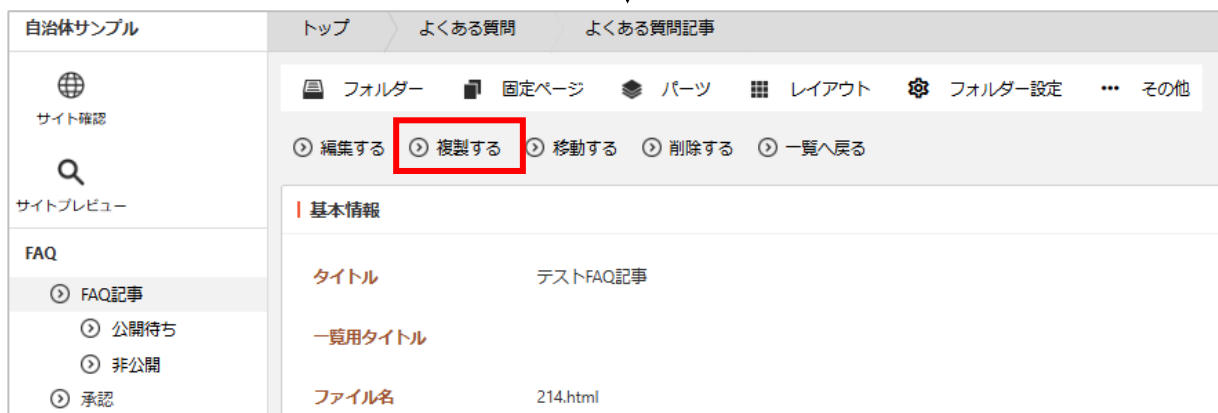 自治体サンプル
トップ よくある質問 よくある質問記事
サイト確認
サイトプレビュー
フォルダー 固定ページ パーツ レイアウト フォルダー設定 ••• その他
編集する 複製する 移動する 削除する 一覧へ戻る
基本情報
FAQ
FAQ記事
公開待ち
非公開
承認
タイトル テストFAQ記事
一覧用タイトル
ファイル名 214.html